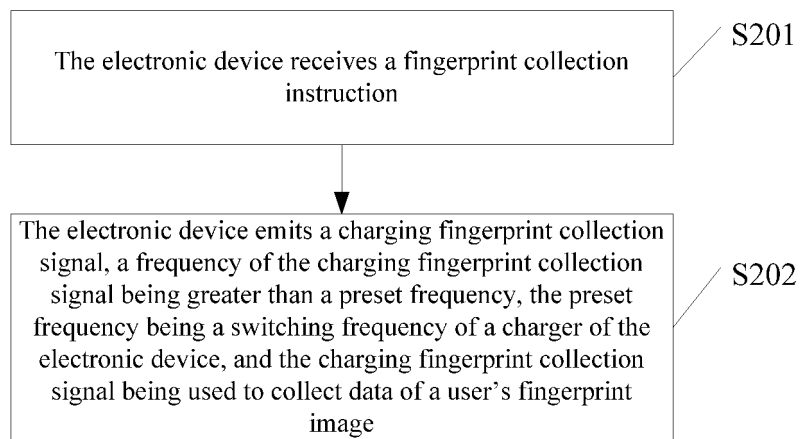 The electronic device receives a fingerprint collection
instruction
S201
The electronic device emits a charging fingerprint collection
signal, a frequency of the charging fingerprint collection
signal being greater than a preset frequency, the preset
frequency being a switching frequency of a charger of the
electronic device, and the charging fingerprint collection
signal being used to collect data of a user’s fingerprint
image
S202